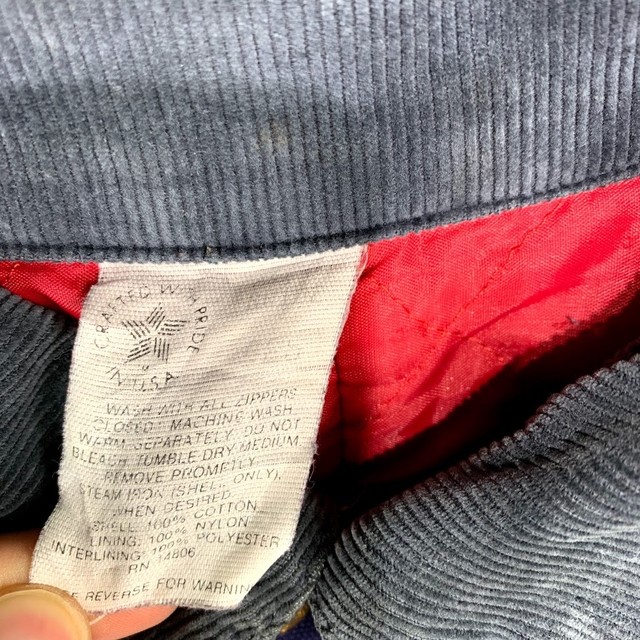 CRAFTED WITH PRIDE
IN U.S.A.
WASH WITH ALL ZIPPERS
CLOSED. MACHINE WASH
WARM, SEPARATELY. DO NOT
BLEACH. TUMBLE DRY, MEDIUM
REMOVE PROMPTLY.
STEAM IRON (SHELL ONLY),
WHEN DESIRED
SHELL: 100% COTTON
LINING: 100% NYLON
INTERLINING: 100% POLYESTER
RN 14806
REVERSE FOR WARNING